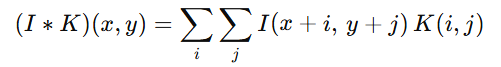 (I ∗ K)(x, y) = ∑_i ∑_j I(x + i, y + j) K(i, j)